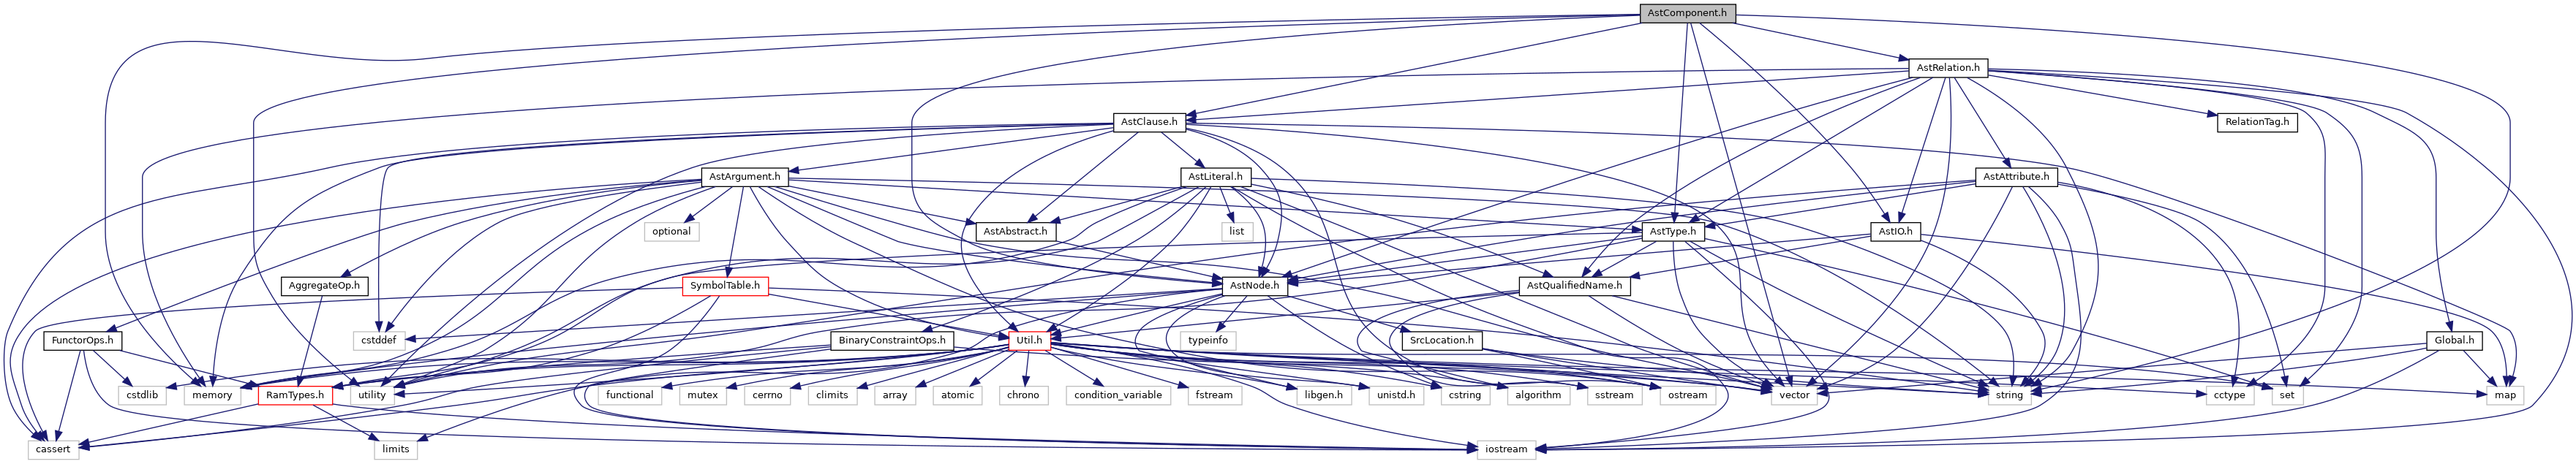 AstComponent.h
AstRelation.h
AstClause.h
RelationTag.h
AstArgument.h
AstLiteral.h
AstAttribute.h
optional
AstAbstract.h
list
AstType.h
AstIO.h
AggregateOp.h
SymbolTable.h
AstNode.h
AstQualifiedName.h
FunctorOps.h
cstddef
BinaryConstraintOps.h
Util.h
typeinfo
SrcLocation.h
Global.h
cstdlib
memory
RamTypes.h
utility
functional
mutex
cerrno
climits
array
atomic
chrono
condition_variable
fstream
libgen.h
unistd.h
cstring
algorithm
sstream
ostream
vector
string
cctype
set
map
cassert
limits
iostream